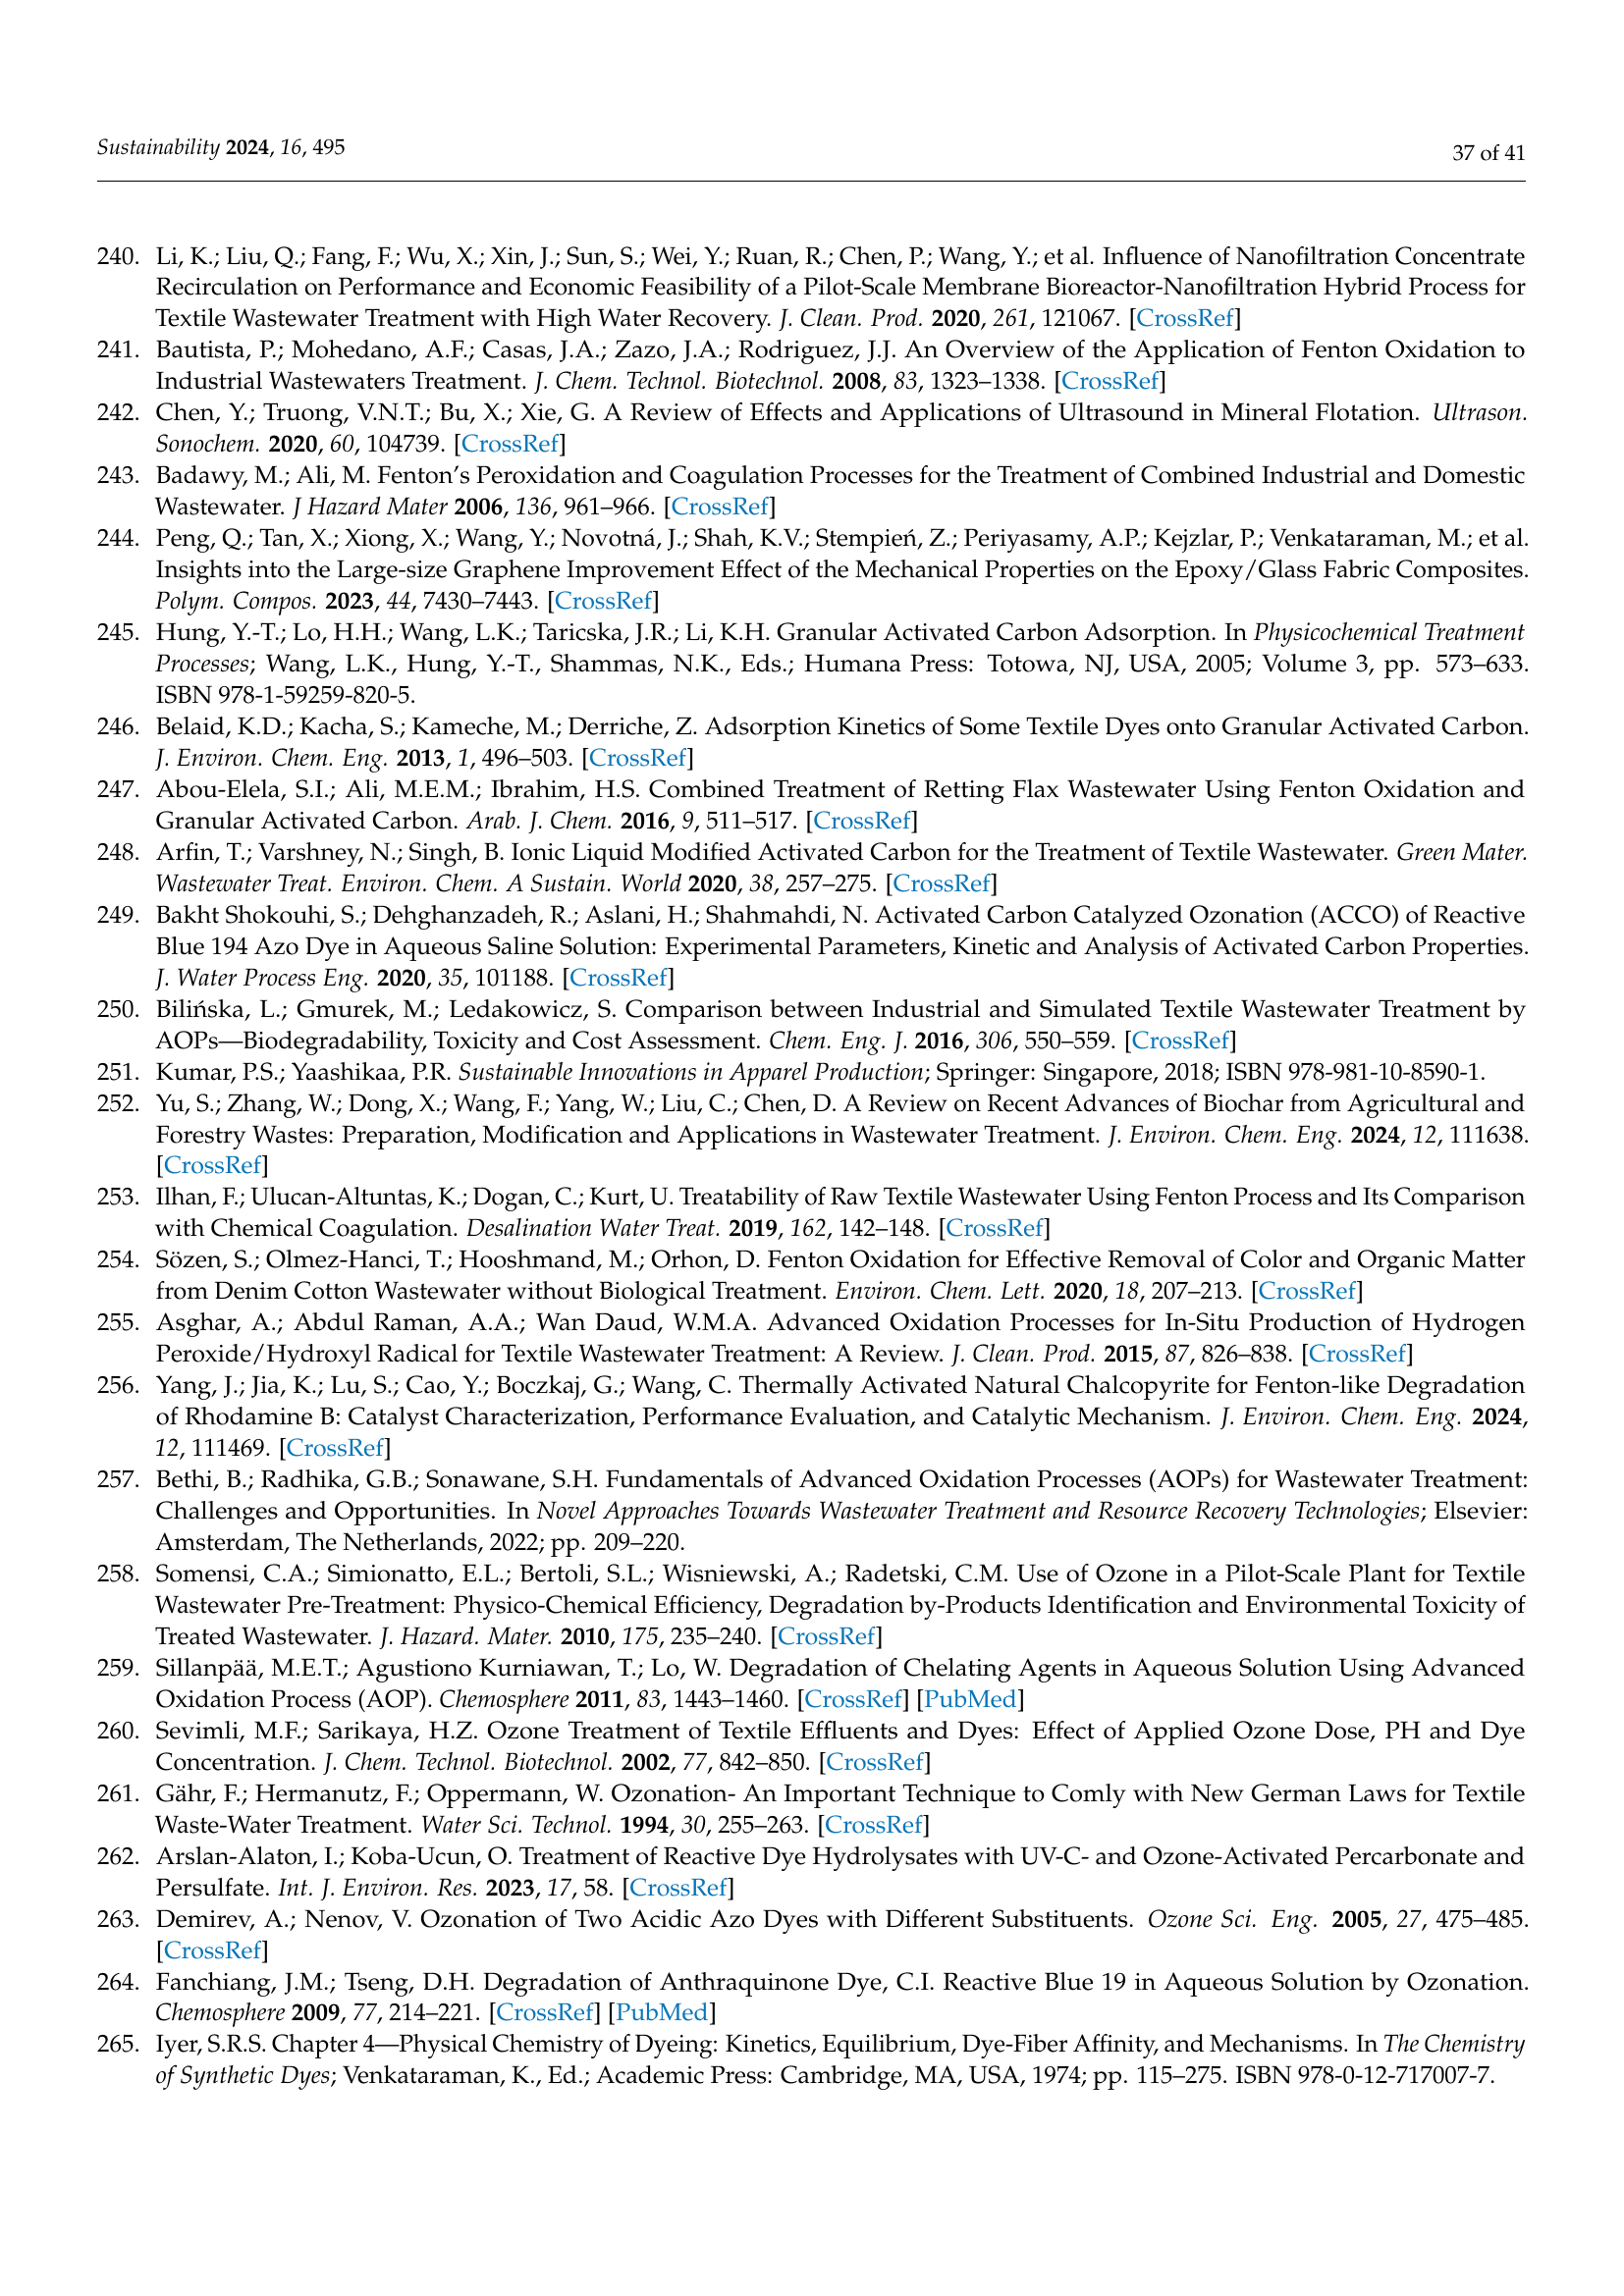 Sustainability 2024, 16, 495
37 of 41
240. Li, K.; Liu, Q.; Fang, F.; Wu, X.; Xin, J.; Sun, S.; Wei, Y.; Ruan, R.; Chen, P.; Wang, Y.; et al. Influence of Nanofiltration Concentrate
Recirculation on Performance and Economic Feasibility of a Pilot-Scale Membrane Bioreactor-Nanofiltration Hybrid Process for
Textile Wastewater Treatment with High Water Recovery. J. Clean. Prod. 2020, 261, 121067. [CrossRef]
241. Bautista, P.; Mohedano, A.F.; Casas, J.A.; Zazo, J.A.; Rodriguez, J.J. An Overview of the Application of Fenton Oxidation to
Industrial Wastewaters Treatment. J. Chem. Technol. Biotechnol. 2008, 83, 1323–1338. [CrossRef]
242. Chen, Y.; Truong, V.N.T.; Bu, X.; Xie, G. A Review of Effects and Applications of Ultrasound in Mineral Flotation. Ultrason.
Sonochem. 2020, 60, 104739. [CrossRef]
243. Badawy, M.; Ali, M. Fenton’s Peroxidation and Coagulation Processes for the Treatment of Combined Industrial and Domestic
Wastewater. J Hazard Mater 2006, 136, 961–966. [CrossRef]
244. Peng, Q.; Tan, X.; Xiong, X.; Wang, Y.; Novotná, J.; Shah, K.V.; Stempień, Z.; Periyasamy, A.P.; Kejzlar, P.; Venkataraman, M.; et al.
Insights into the Large-size Graphene Improvement Effect of the Mechanical Properties on the Epoxy/Glass Fabric Composites.
Polym. Compos. 2023, 44, 7430–7443. [CrossRef]
245. Hung, Y.-T.; Lo, H.H.; Wang, L.K.; Taricska, J.R.; Li, K.H. Granular Activated Carbon Adsorption. In Physicochemical Treatment
Processes; Wang, L.K., Hung, Y.-T., Shammas, N.K., Eds.; Humana Press: Totowa, NJ, USA, 2005; Volume 3, pp. 573–633.
ISBN 978-1-59259-820-5.
246. Belaid, K.D.; Kacha, S.; Kameche, M.; Derriche, Z. Adsorption Kinetics of Some Textile Dyes onto Granular Activated Carbon.
J. Environ. Chem. Eng. 2013, 1, 496–503. [CrossRef]
247. Abou-Elela, S.I.; Ali, M.E.M.; Ibrahim, H.S. Combined Treatment of Retting Flax Wastewater Using Fenton Oxidation and
Granular Activated Carbon. Arab. J. Chem. 2016, 9, 511–517. [CrossRef]
248. Arfin, T.; Varshney, N.; Singh, B. Ionic Liquid Modified Activated Carbon for the Treatment of Textile Wastewater. Green Mater.
Wastewater Treat. Environ. Chem. A Sustain. World 2020, 38, 257–275. [CrossRef]
249. Bakht Shokouhi, S.; Dehghanzadeh, R.; Aslani, H.; Shahmahdi, N. Activated Carbon Catalyzed Ozonation (ACCO) of Reactive
Blue 194 Azo Dye in Aqueous Saline Solution: Experimental Parameters, Kinetic and Analysis of Activated Carbon Properties.
J. Water Process Eng. 2020, 35, 101188. [CrossRef]
250. Bilińska, L.; Gmurek, M.; Ledakowicz, S. Comparison between Industrial and Simulated Textile Wastewater Treatment by
AOPs—Biodegradability, Toxicity and Cost Assessment. Chem. Eng. J. 2016, 306, 550–559. [CrossRef]
251. Kumar, P.S.; Yaashikaa, P.R. Sustainable Innovations in Apparel Production; Springer: Singapore, 2018; ISBN 978-981-10-8590-1.
252. Yu, S.; Zhang, W.; Dong, X.; Wang, F.; Yang, W.; Liu, C.; Chen, D. A Review on Recent Advances of Biochar from Agricultural and
Forestry Wastes: Preparation, Modification and Applications in Wastewater Treatment. J. Environ. Chem. Eng. 2024, 12, 111638.
[CrossRef]
253. Ilhan, F.; Ulucan-Altuntas, K.; Dogan, C.; Kurt, U. Treatability of Raw Textile Wastewater Using Fenton Process and Its Comparison
with Chemical Coagulation. Desalination Water Treat. 2019, 162, 142–148. [CrossRef]
254. Sözen, S.; Olmez-Hanci, T.; Hooshmand, M.; Orhon, D. Fenton Oxidation for Effective Removal of Color and Organic Matter
from Denim Cotton Wastewater without Biological Treatment. Environ. Chem. Lett. 2020, 18, 207–213. [CrossRef]
255. Asghar, A.; Abdul Raman, A.A.; Wan Daud, W.M.A. Advanced Oxidation Processes for In-Situ Production of Hydrogen
Peroxide/Hydroxyl Radical for Textile Wastewater Treatment: A Review. J. Clean. Prod. 2015, 87, 826–838. [CrossRef]
256. Yang, J.; Jia, K.; Lu, S.; Cao, Y.; Boczkaj, G.; Wang, C. Thermally Activated Natural Chalcopyrite for Fenton-like Degradation
of Rhodamine B: Catalyst Characterization, Performance Evaluation, and Catalytic Mechanism. J. Environ. Chem. Eng. 2024,
12, 111469. [CrossRef]
257. Bethi, B.; Radhika, G.B.; Sonawane, S.H. Fundamentals of Advanced Oxidation Processes (AOPs) for Wastewater Treatment:
Challenges and Opportunities. In Novel Approaches Towards Wastewater Treatment and Resource Recovery Technologies; Elsevier:
Amsterdam, The Netherlands, 2022; pp. 209–220.
258. Somensi, C.A.; Simionatto, E.L.; Bertoli, S.L.; Wisniewski, A.; Radetski, C.M. Use of Ozone in a Pilot-Scale Plant for Textile
Wastewater Pre-Treatment: Physico-Chemical Efficiency, Degradation by-Products Identification and Environmental Toxicity of
Treated Wastewater. J. Hazard. Mater. 2010, 175, 235–240. [CrossRef]
259. Sillanpää, M.E.T.; Agustiono Kurniawan, T.; Lo, W. Degradation of Chelating Agents in Aqueous Solution Using Advanced
Oxidation Process (AOP). Chemosphere 2011, 83, 1443–1460. [CrossRef] [PubMed]
260. Sevimli, M.F.; Sarikaya, H.Z. Ozone Treatment of Textile Effluents and Dyes: Effect of Applied Ozone Dose, PH and Dye
Concentration. J. Chem. Technol. Biotechnol. 2002, 77, 842–850. [CrossRef]
261. Gähr, F.; Hermanutz, F.; Oppermann, W. Ozonation- An Important Technique to Comly with New German Laws for Textile
Waste-Water Treatment. Water Sci. Technol. 1994, 30, 255–263. [CrossRef]
262. Arslan-Alaton, I.; Koba-Ucun, O. Treatment of Reactive Dye Hydrolysates with UV-C- and Ozone-Activated Percarbonate and
Persulfate. Int. J. Environ. Res. 2023, 17, 58. [CrossRef]
263. Demirev, A.; Nenov, V. Ozonation of Two Acidic Azo Dyes with Different Substituents. Ozone Sci. Eng. 2005, 27, 475–485.
[CrossRef]
264. Fanchiang, J.M.; Tseng, D.H. Degradation of Anthraquinone Dye, C.I. Reactive Blue 19 in Aqueous Solution by Ozonation.
Chemosphere 2009, 77, 214–221. [CrossRef] [PubMed]
265. Iyer, S.R.S. Chapter 4—Physical Chemistry of Dyeing: Kinetics, Equilibrium, Dye-Fiber Affinity, and Mechanisms. In The Chemistry
of Synthetic Dyes; Venkataraman, K., Ed.; Academic Press: Cambridge, MA, USA, 1974; pp. 115–275. ISBN 978-0-12-717007-7.